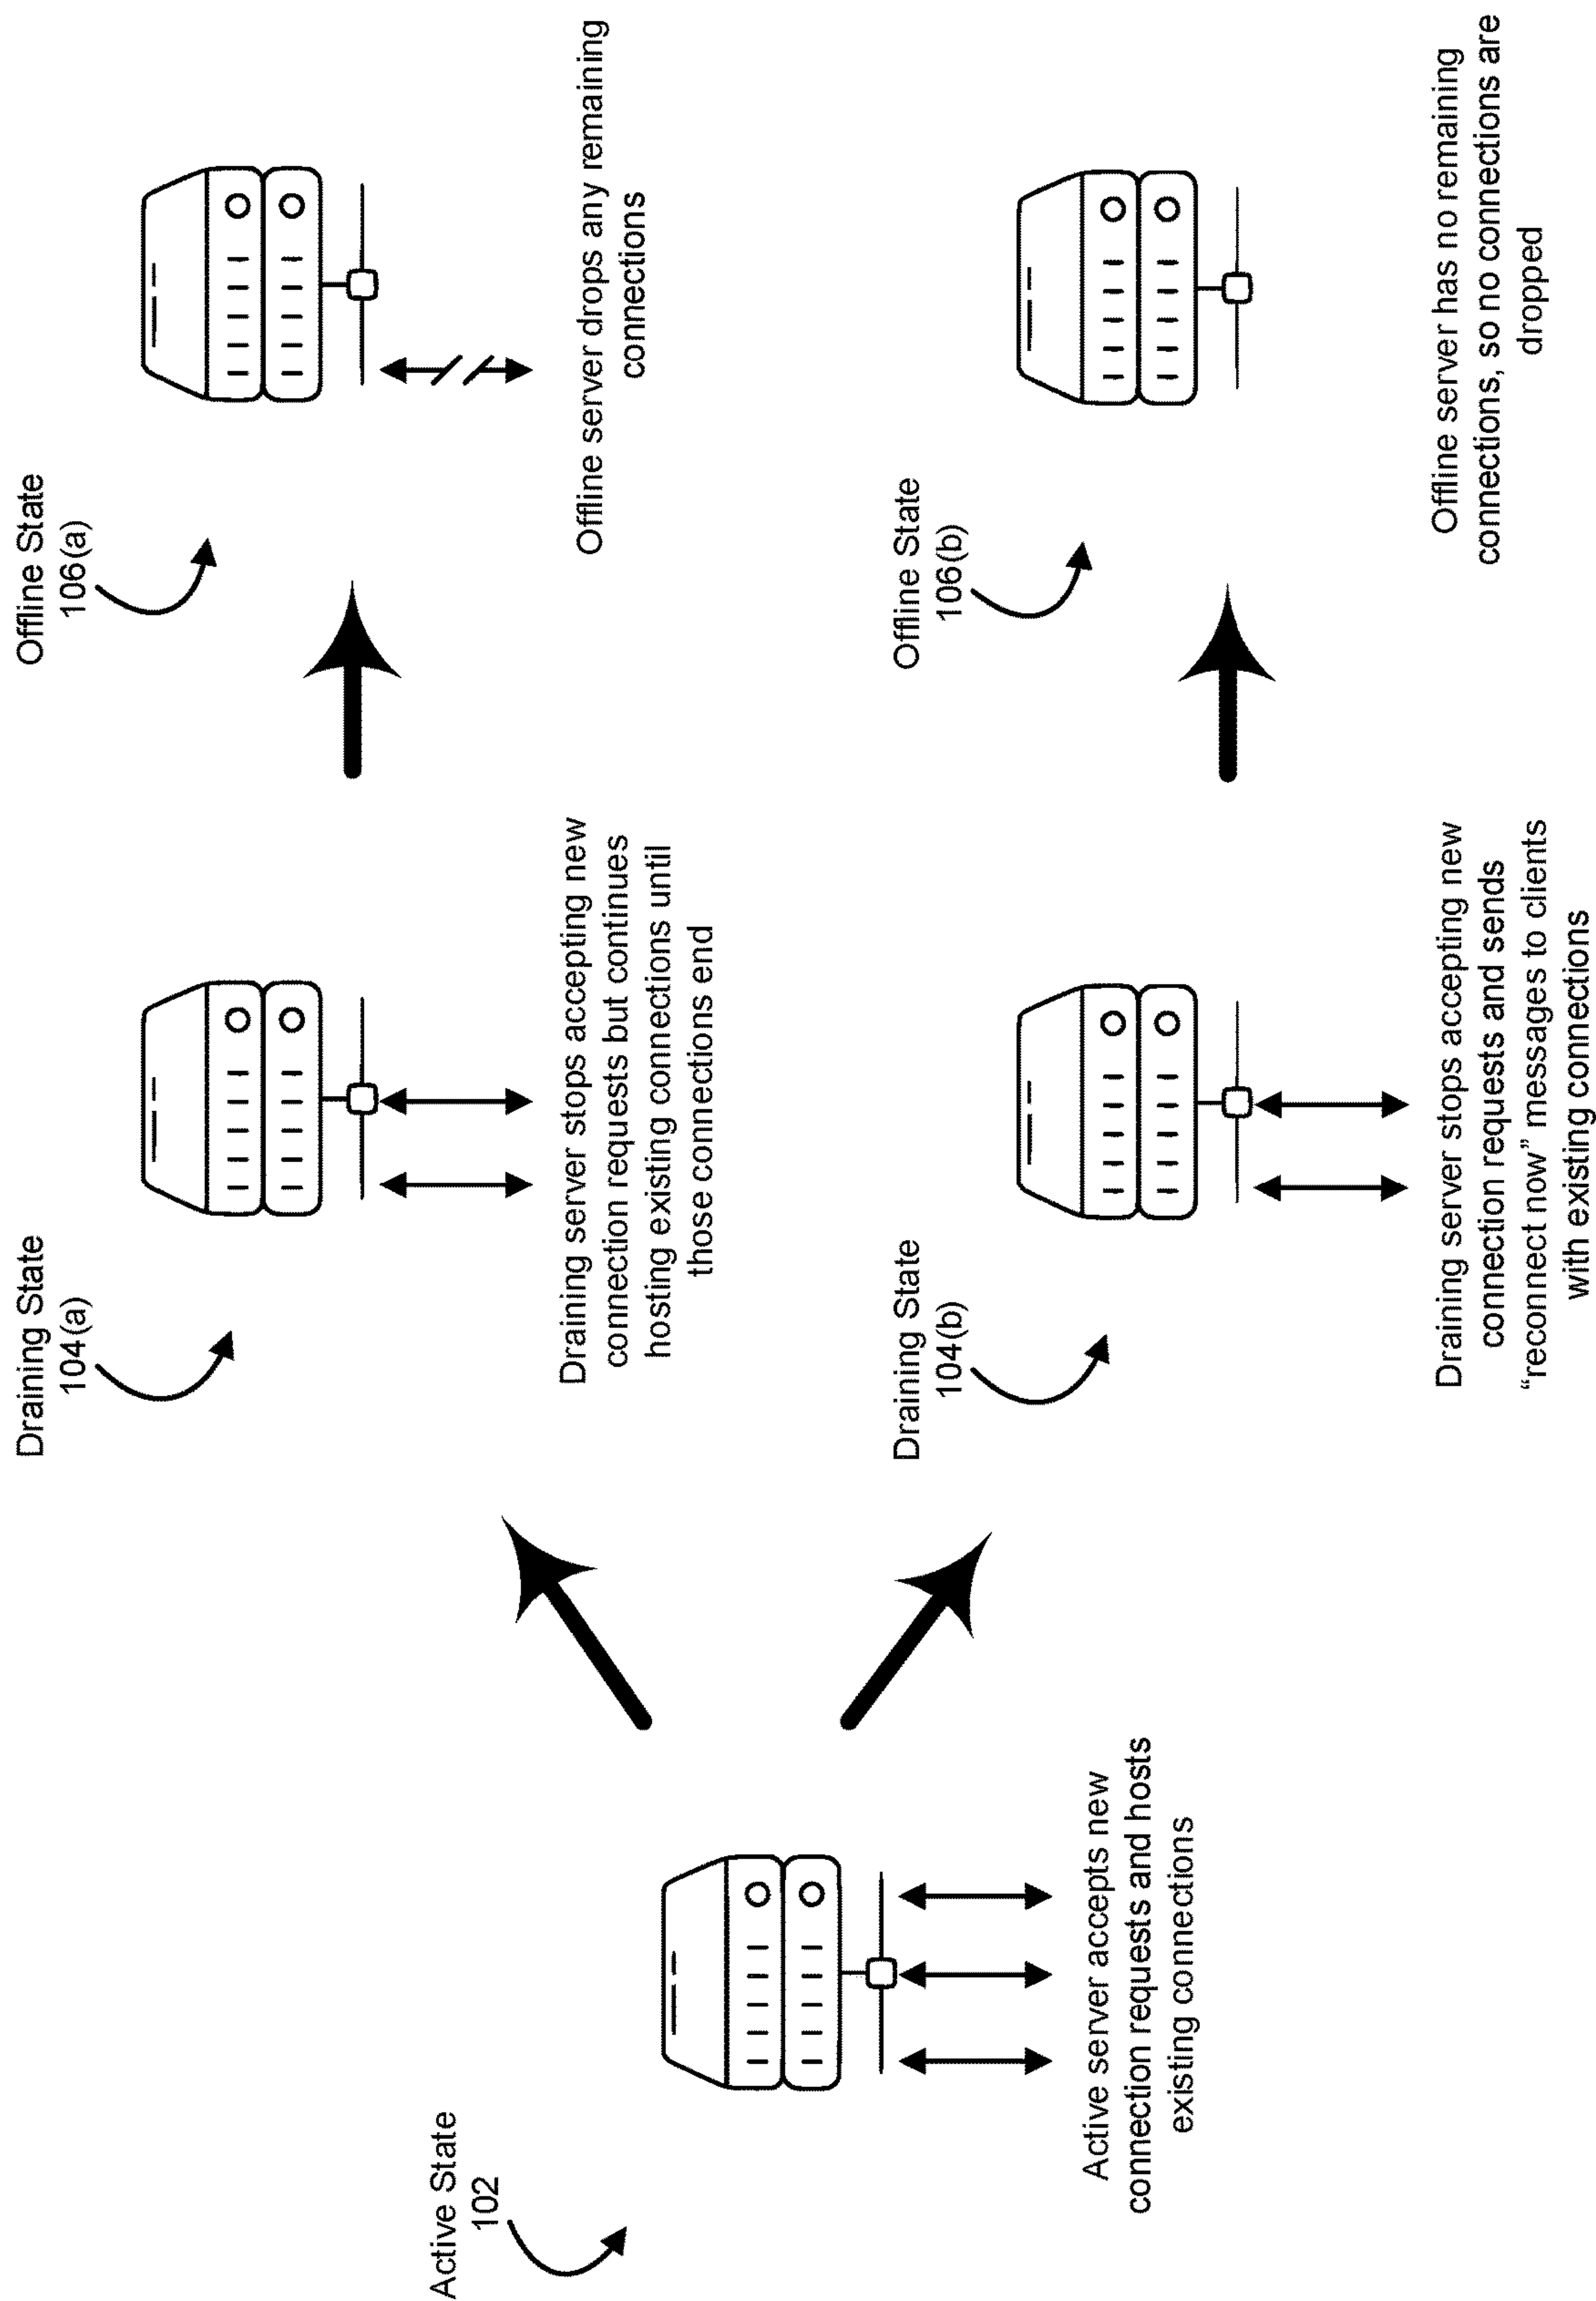 Active State
102
Active server accepts new
connection requests and hosts
existing connections
Draining State
104(a)
Draining server stops accepting new
connection requests but continues
hosting existing connections until
those connections end
Offline State
106(a)
Offline server drops any remaining
connections
Draining State
104(b)
Draining server stops accepting new
connection requests and sends
“reconnect now” messages to clients
with existing connections
Offline State
106(b)
Offline server has no remaining
connections, so no connections are
dropped